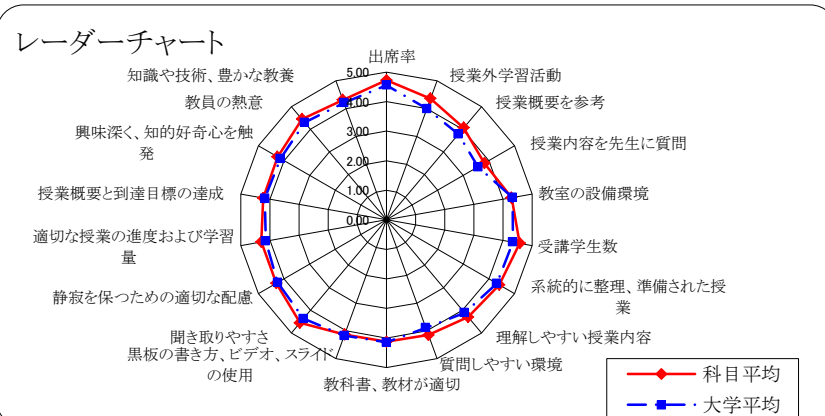 レーダーチャート
出席率
授業外学習活動
授業概要を参考
授業内容を先生に質問
教室の設備環境
受講学生数
系統的に整理、準備された授
業
理解しやすい授業内容
質問しやすい環境
教科書、教材が適切
黒板の書き方、ビデオ、スライド
の使用
聞き取りやすさ
静寂を保つための適切な配慮
適切な授業の進度および学習
量
授業概要と到達目標の達成
興味深く、知的好奇心を触
発
教員の熱意
知識や技術、豊かな教養
5.00
4.00
3.00
2.00
1.00
0.00
科目平均
大学平均